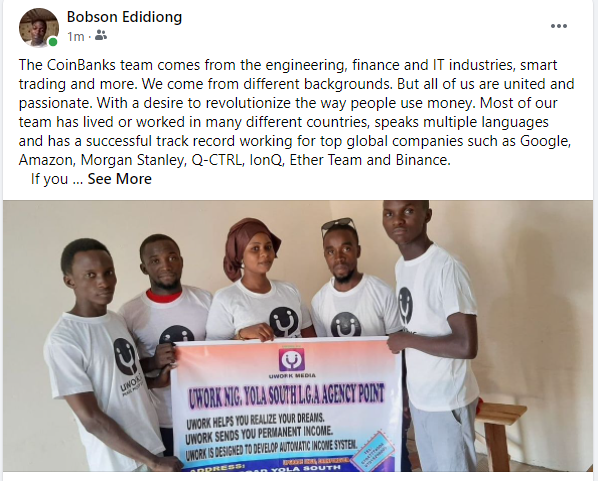 Bobson Edidiong
1m ·
The CoinBanks team comes from the engineering, finance and IT industries, smart
trading and more. We come from different backgrounds. But all of us are united and
passionate. With a desire to revolutionize the way people use money. Most of our
team has lived or worked in many different countries, speaks multiple languages
and has a successful track record working for top global companies such as Google,
Amazon, Morgan Stanley, Q-CTRL, IonQ, Ether Team and Binance.
If you ... See More
UWORK MEDIA
UWORK NIG. YOLA SOUTH L.G.A AGENCY POINT
UWORK HELPS YOU REALIZE YOUR DREAMS.
UWORK SENDS YOU PERMANENT INCOME.
UWORK IS DESIGNED TO DEVELOP AUTOMATIC INCOME SYSTEM.
ADDRESS:
YOLA SOUTH